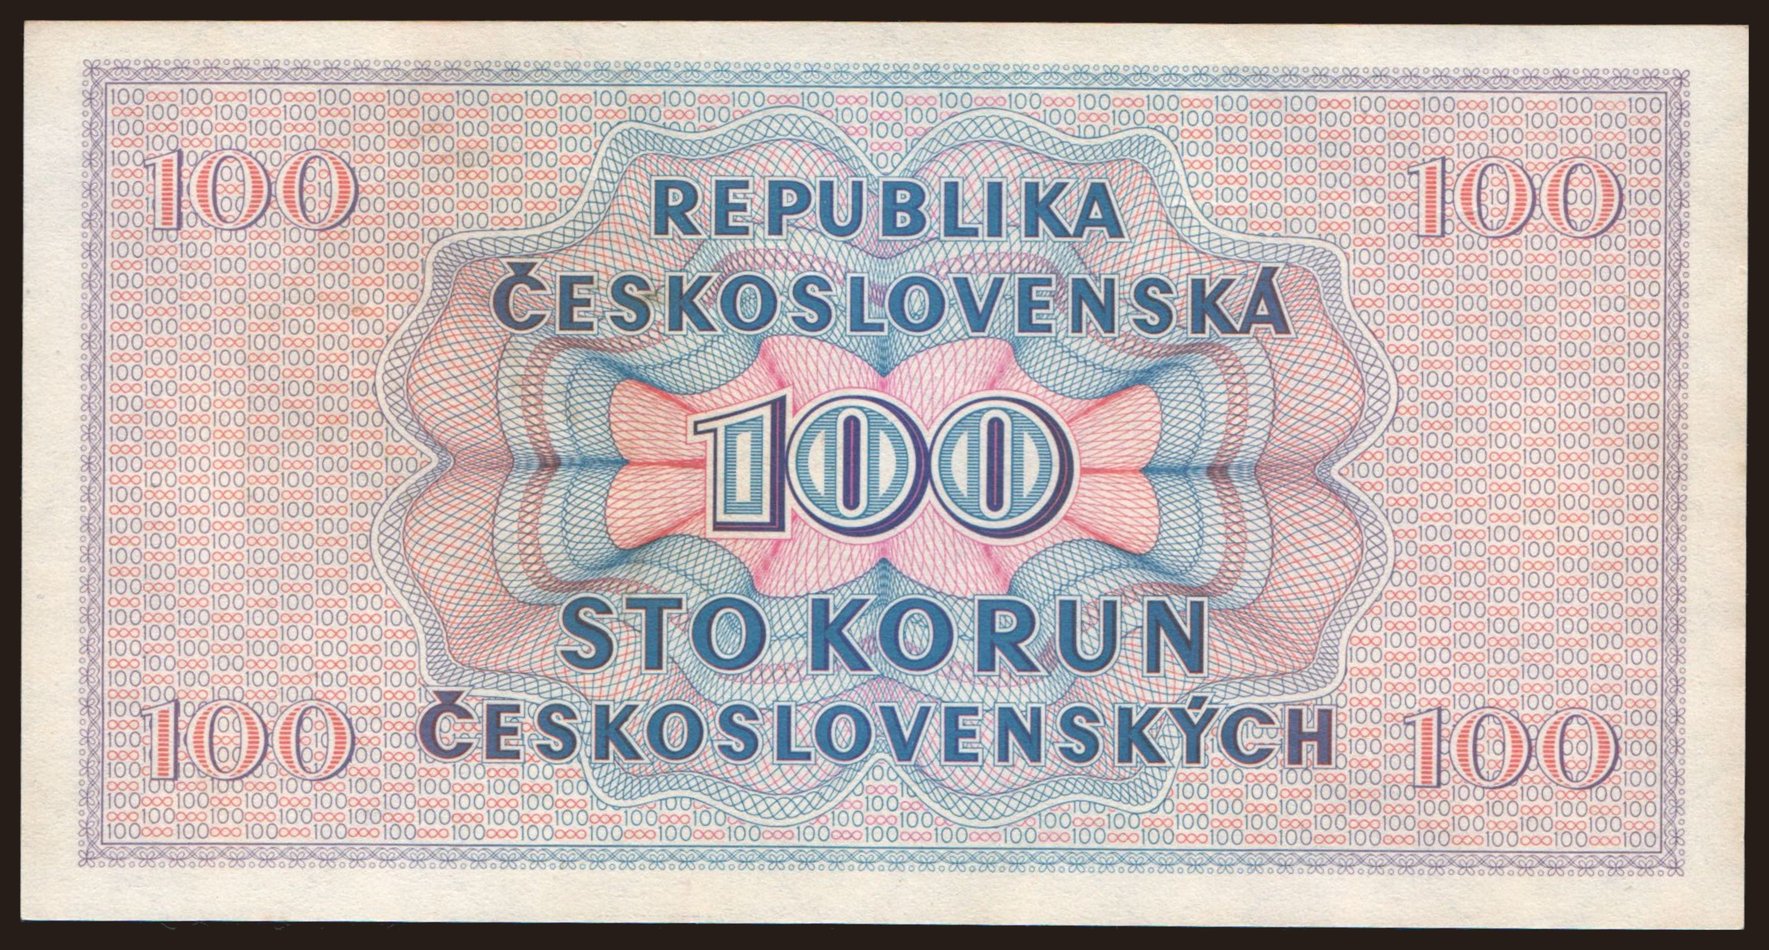 100 100
REPUBLIKA
ČESKOSLOVENSKÁ
100
STO KORUN
ČESKOSLOVENSKÝCH
100 100